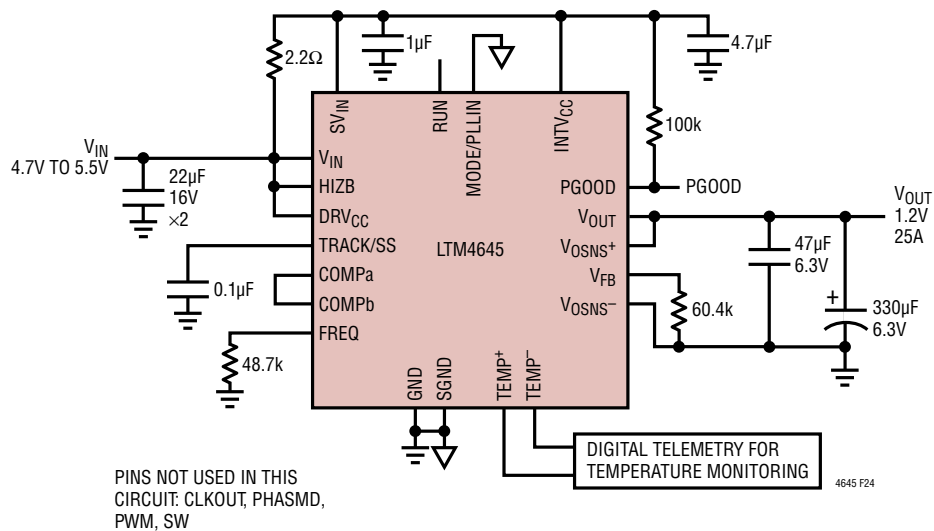 1µF
4.7µF
2.2Ω
SVIN
RUN
MODE/PLLIN
INTVCC
100k
VIN
4.7V TO 5.5V
VIN
22µF
16V
×2
HIZB
PGOOD
PGOOD
DRVCC
VOUT
VOUT
1.2V
25A
TRACK/SS
LTM4645
VOSNS+
47µF
6.3V
COMPa
VFB
0.1µF
COMPb
VOSNS–
60.4k
+
330µF
6.3V
FREQ
48.7k
GND
SGND
TEMP+
TEMP–
DIGITAL TELEMETRY FOR
TEMPERATURE MONITORING
4645 F24
PINS NOT USED IN THIS
CIRCUIT: CLKOUT, PHASMD,
PWM, SW